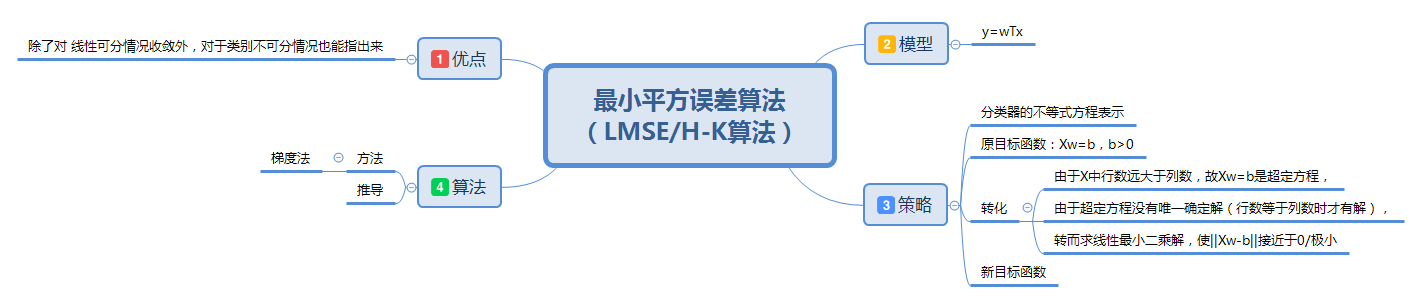 最小平方误差算法
（LMSE/H-K算法）
1 优点
除了对 线性可分情况收敛外，对于类别不可分情况也能指出来
2 模型
y=wTx
3 策略
分类器的不等式方程表示
原目标函数：Xw=b，b>0
转化
由于X中行数远大于列数，故Xw=b是超定方程，
由于超定方程没有唯一确定解（行数等于列数时才有解），
转而求线性最小二乘解，使||Xw-b||接近于0/极小
新目标函数
4 算法
方法
梯度法
推导